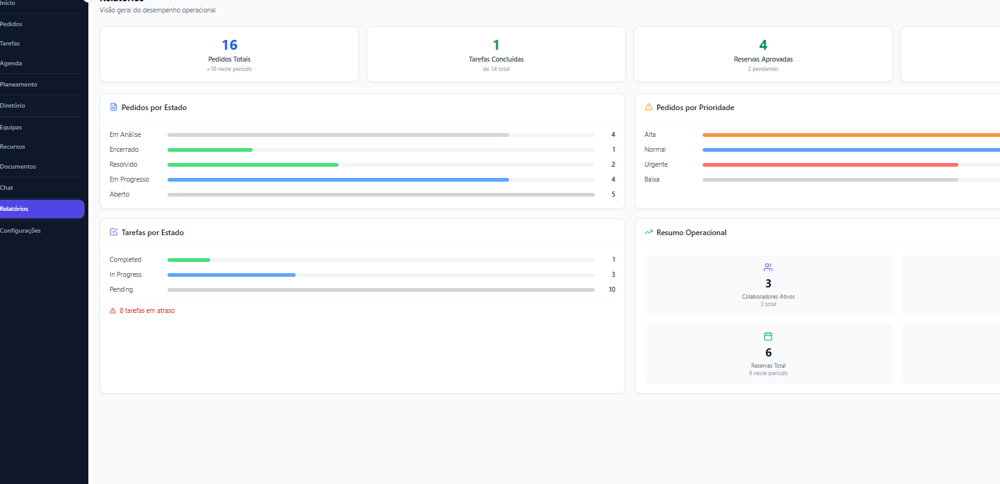 Início
Pedidos
Tarefas
Agenda
Planeamento
Diretório
Equipas
Recursos
Documentos
Chat
Relatórios
Configurações
Relatórios
Visão geral do desempenho operacional
16
Pedidos Totais
+16 neste período
1
Tarefas Concluídas
de 14 total
4
Reservas Aprovadas
2 pendentes
Pedidos por Estado
Em Análise 4
Encerrado 1
Resolvido 2
Em Progresso 4
Aberto 5
Pedidos por Prioridade
Alta
Normal
Urgente
Baixa
Tarefas por Estado
Completed 1
In Progress 3
Pending 10
8 tarefas em atraso
Resumo Operacional
3
Colaboradores Ativos
3 total
6
Reservas Total
6 neste período